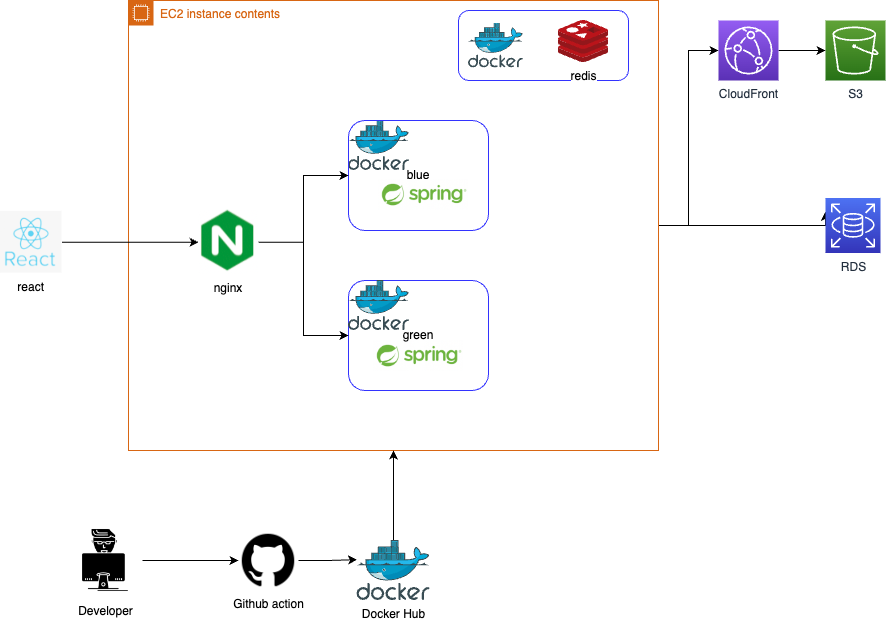 EC2 instance contents
docker
redis
CloudFront
S3
docker
blue
spring
React
react
nginx
RDS
docker
green
spring
Developer
Github action
docker
Docker Hub